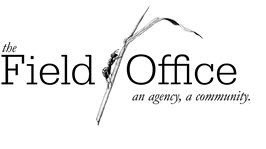 the
Field Office
an agency, a community.